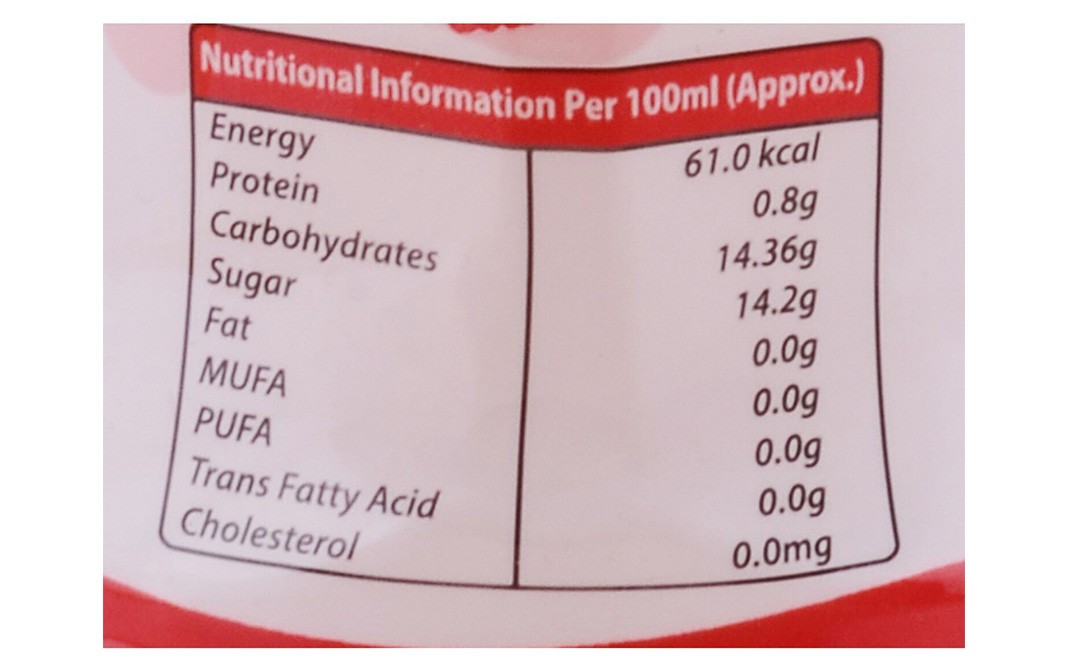 Nutritional Information Per 100ml (Approx.)
Energy 61.0 kcal
Protein 0.8g
Carbohydrates 14.36g
Sugar 14.2g
Fat 0.0g
MUFA 0.0g
PUFA 0.0g
Trans Fatty Acid 0.0g
Cholesterol 0.0mg